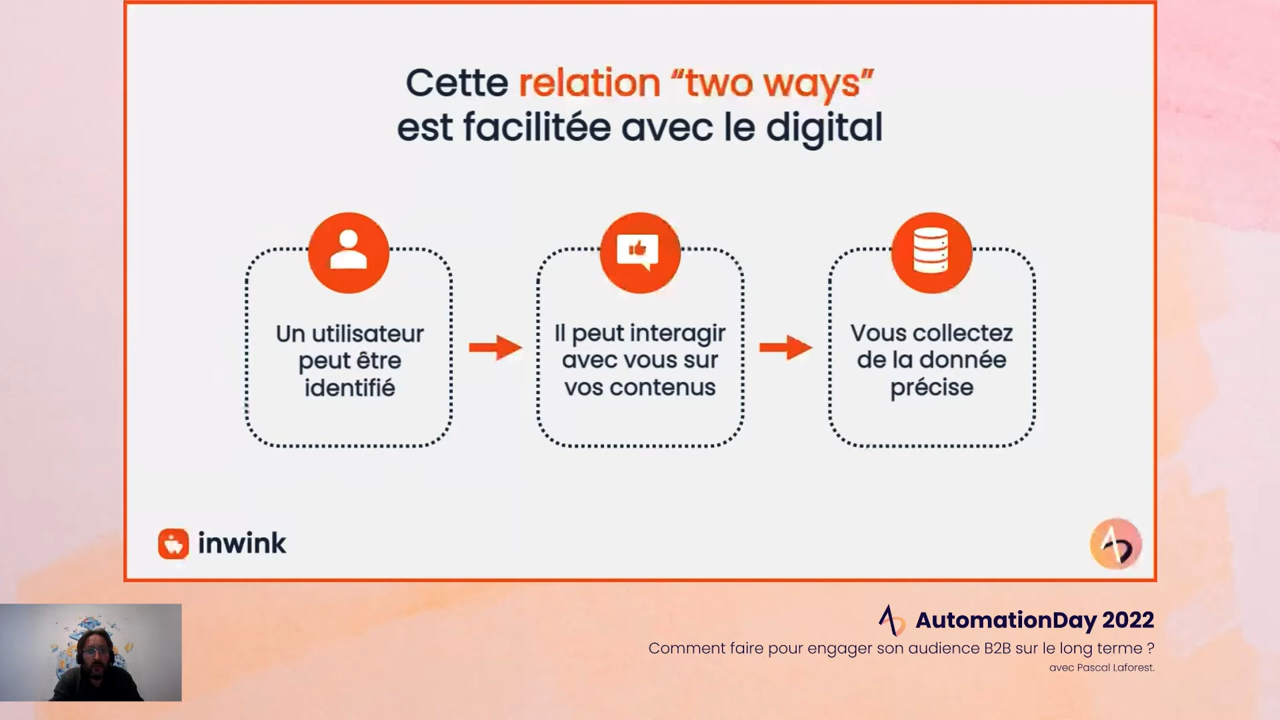 Cette relation “two ways”
est facilitée avec le digital
Un utilisateur
peut être
identifié
Il peut interagir
avec vous sur
vos contenus
Vous collectez
de la donnée
précise
inwink
AutomationDay 2022
Comment faire pour engager son audience B2B sur le long terme ?
avec Pascal Laforest.